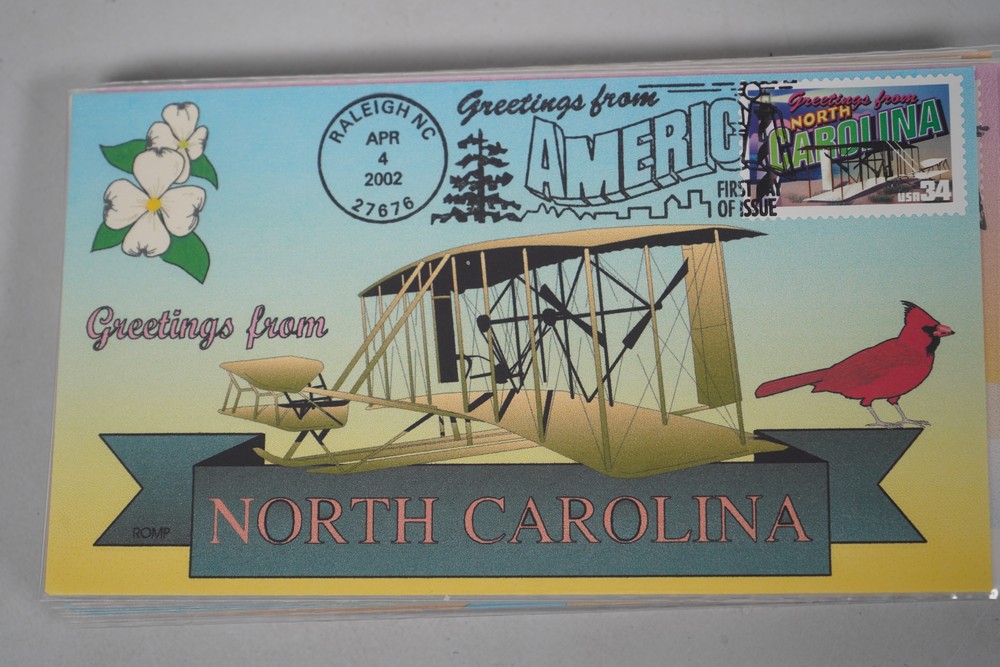 RALEIGH NC
APR
4
2002
27676
Greetings from
AMERIC
FIRST DAY
OF ISSUE
Greetings from
NORTH
CAROLINA
USA 34
Greetings from
NORTH CAROLINA
ROMP